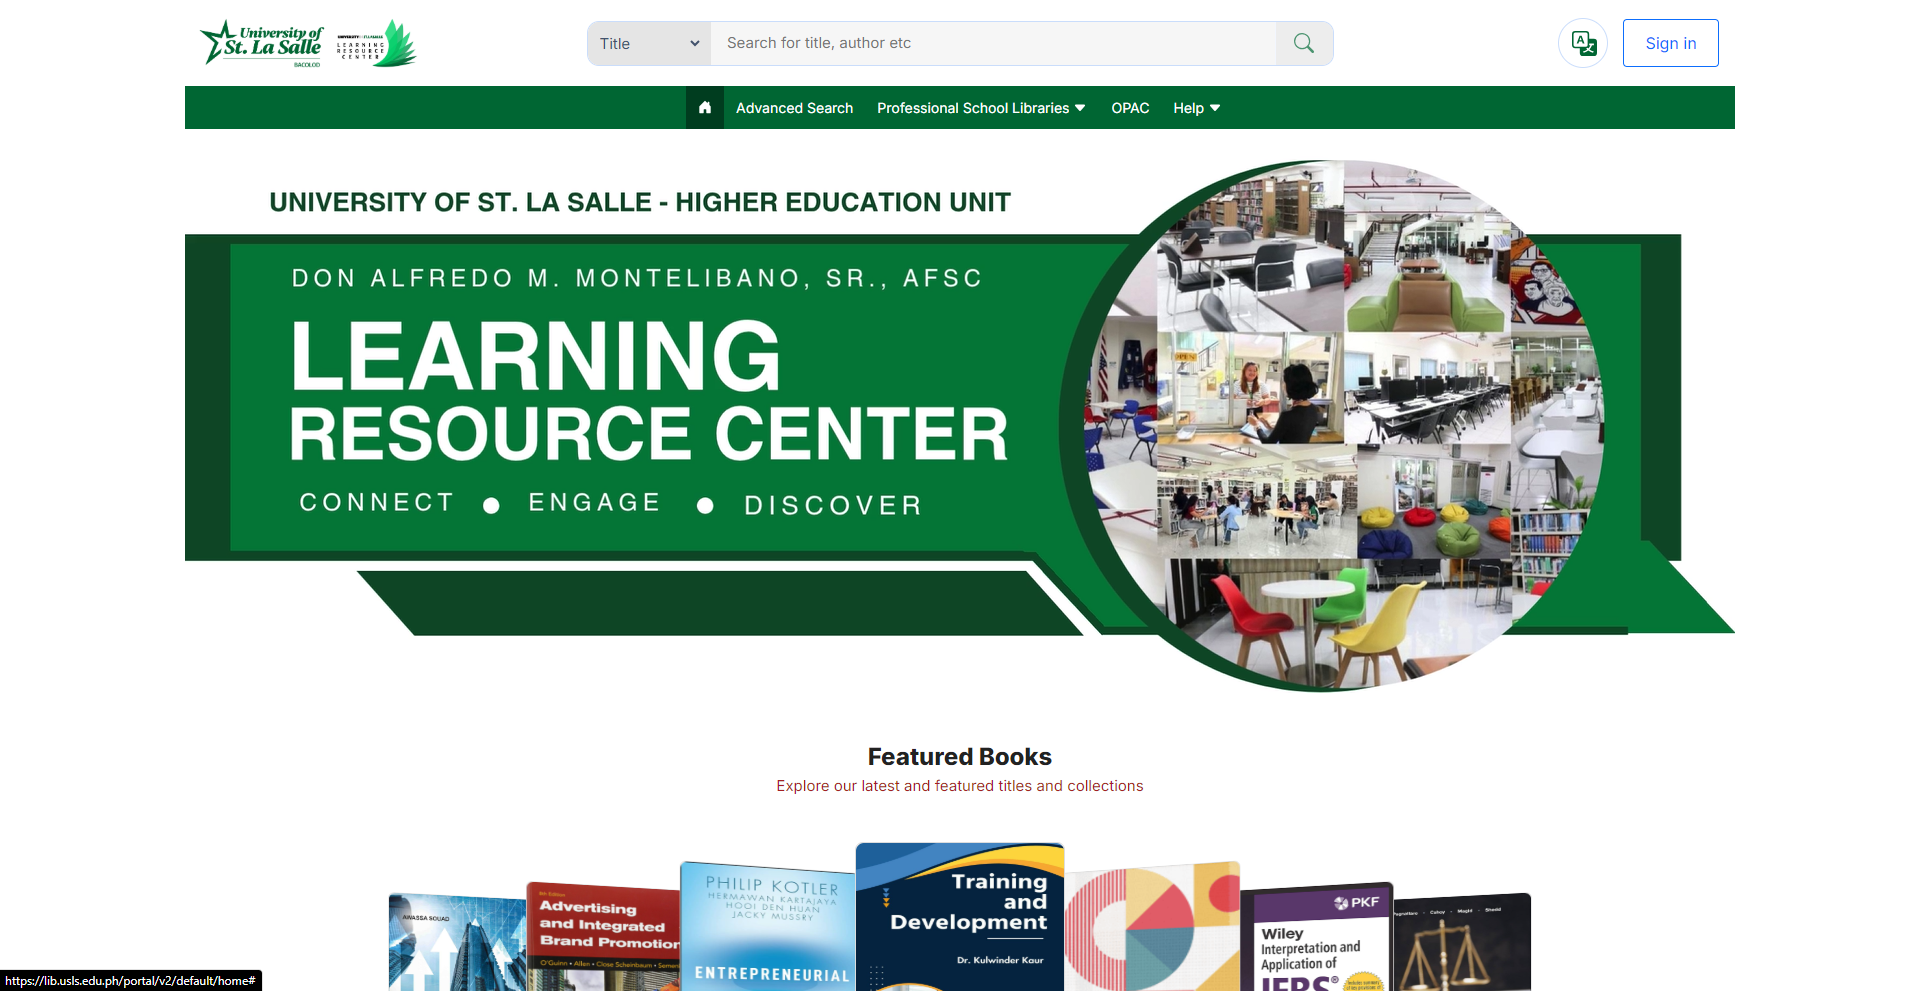 University of
St. La Salle
BACOLOD
LEARNING
RESOURCE
CENTER
Title
Search for title, author etc
Sign in
Advanced Search
Professional School Libraries
OPAC
Help
UNIVERSITY OF ST. LA SALLE - HIGHER EDUCATION UNIT
DON ALFREDO M. MONTELIBANO, SR., AFSC
LEARNING
RESOURCE CENTER
CONNECT ● ENGAGE ● DISCOVER
Featured Books
Explore our latest and featured titles and collections
AWASSA SOUAD
8th Edition
Advertising
and Integrated
Brand Promotion
O'Guinn • Allen • Close Scheinbaum •
PHILIP KOTLER
HERMAWAN KARTAJAYA
HOOI DEN HUAN
JACKY MUSSRY
ENTREPRENEURIAL
Training
and
Development
Dr. Kulwinder Kaur
PKF
Wiley
Interpretation and
Application of
IFRS®
https://lib.usls.edu.ph/portal/v2/default/home#